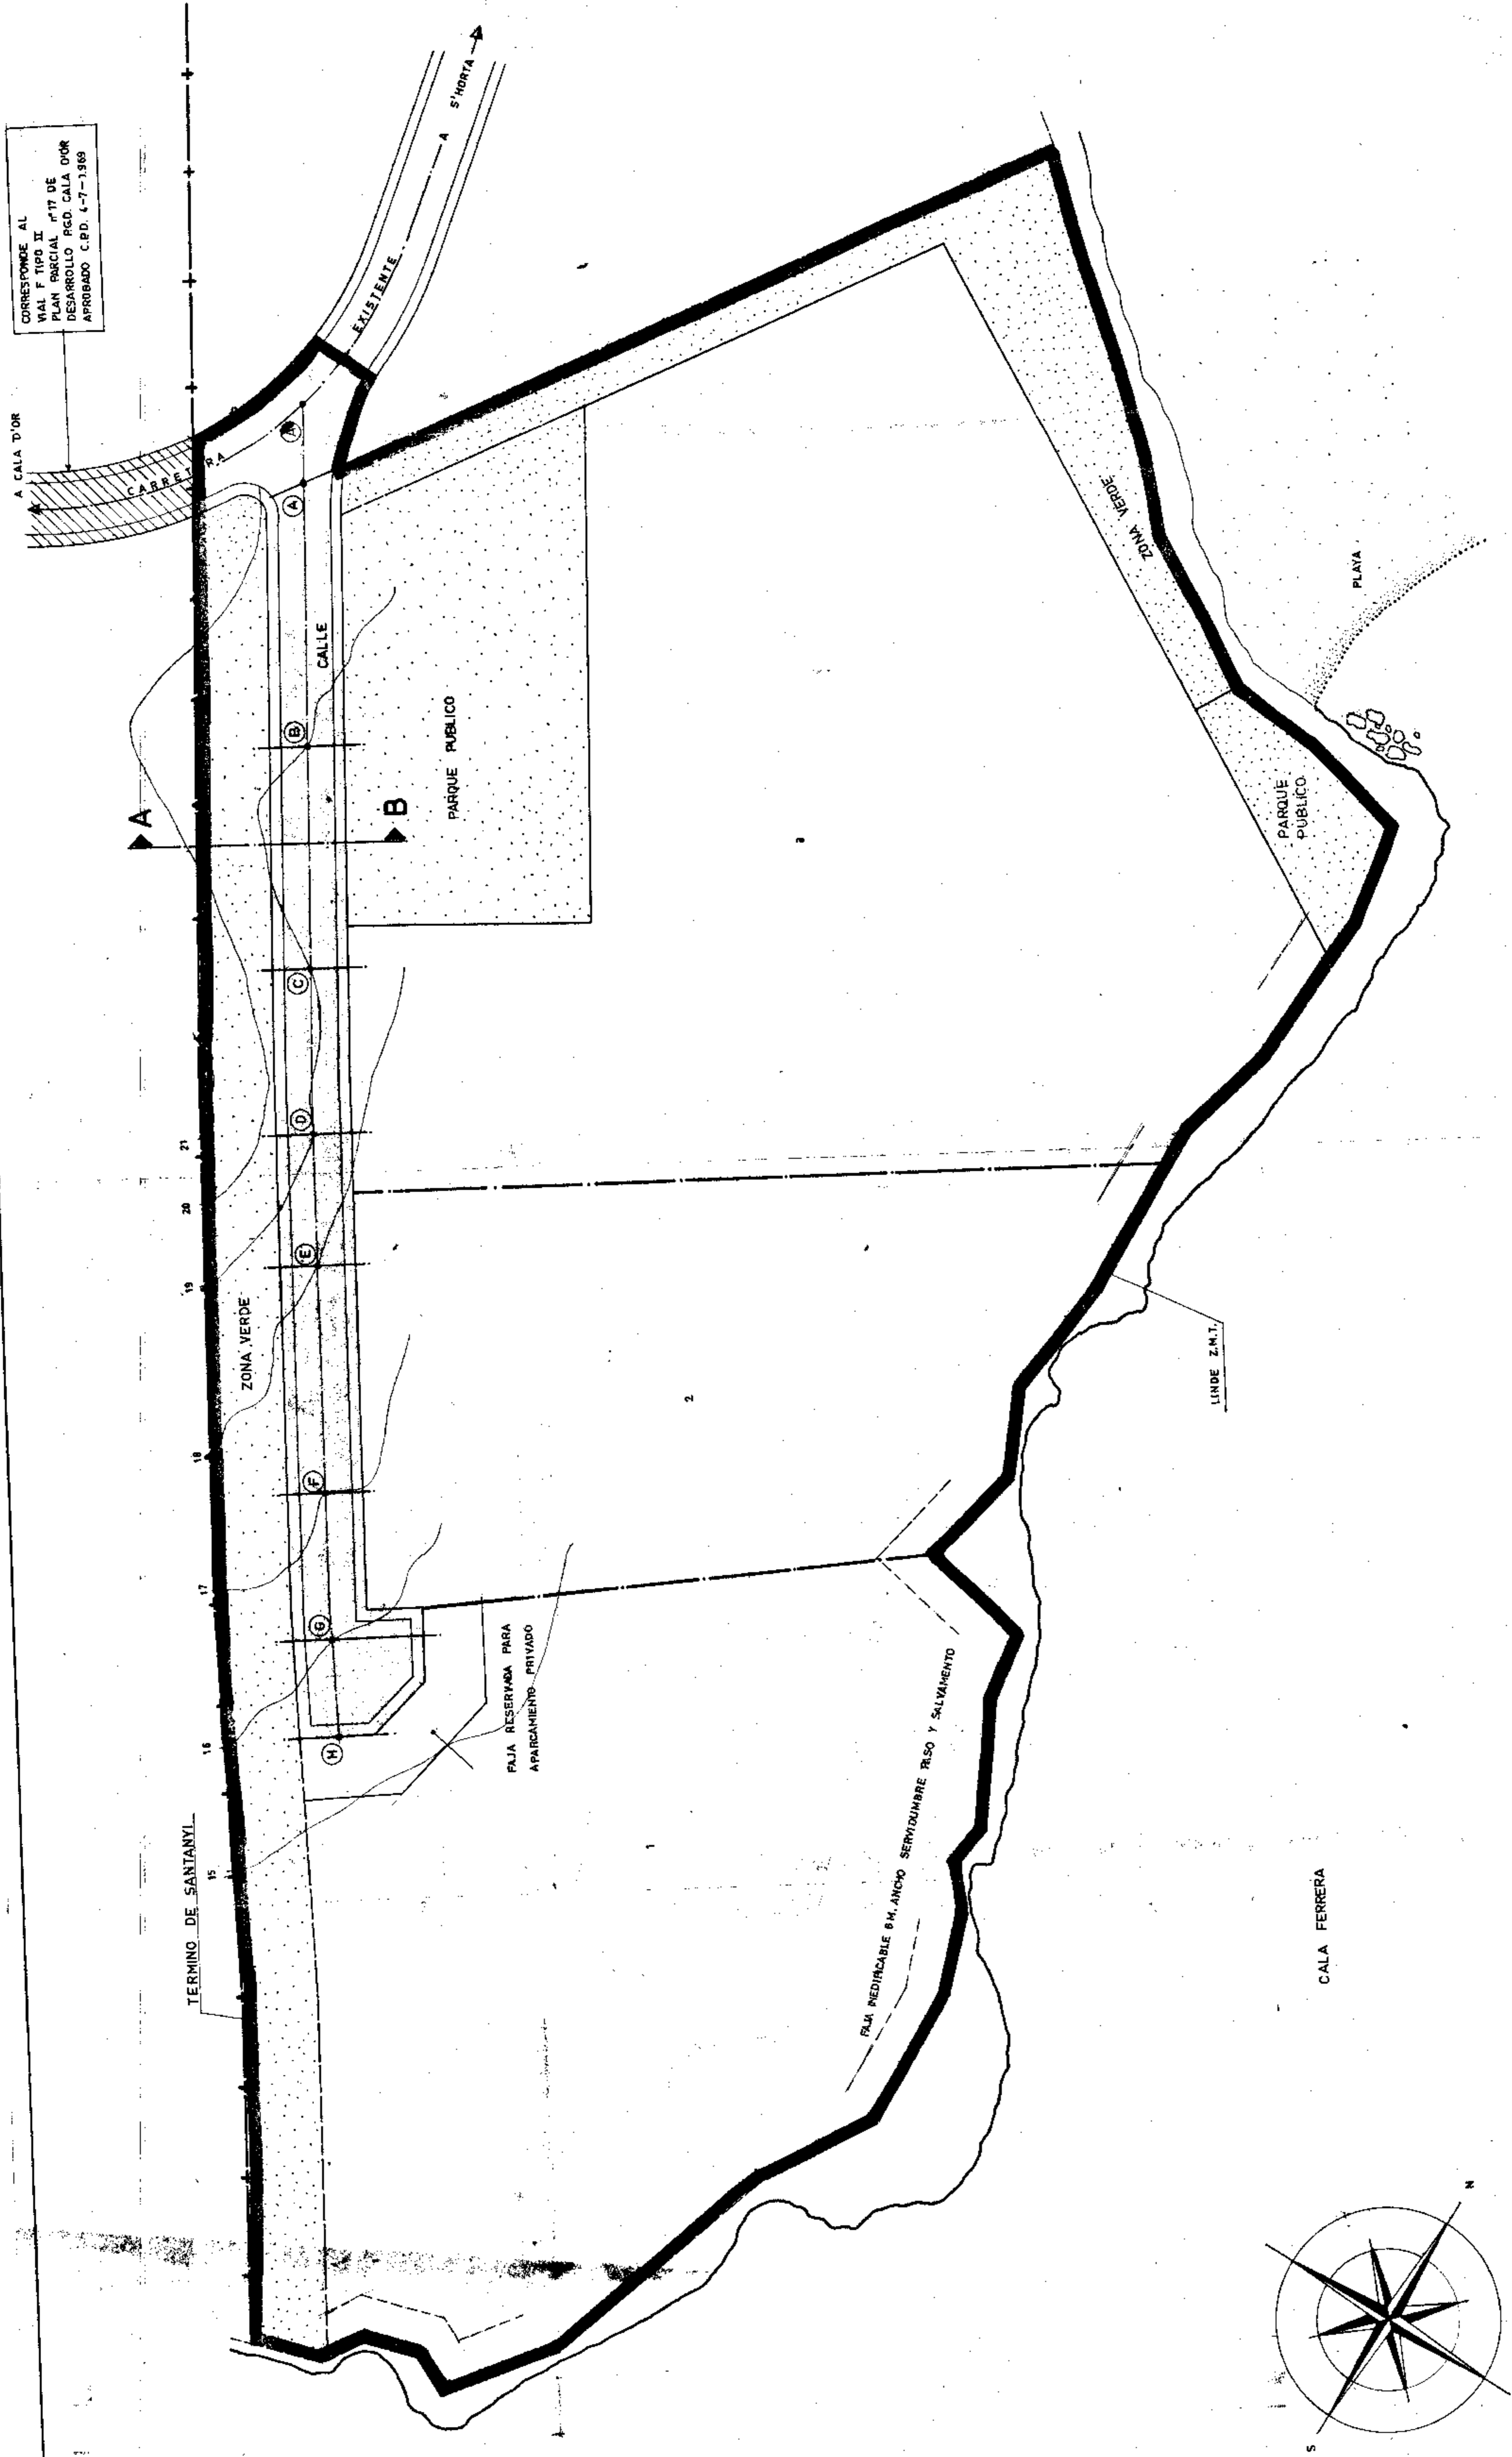 CORRESPONDE AL
VIAL F TIPO II
PLAN PARCIAL nº 17 DE
DESARROLLO P.G.O. CALA D'OR
APROBADO C.P.D. 4-7-1.969
A CALA D'OR
CARRETERA
EXISTENTE
A S'HORTA
A
A
B
CALLE
A
B
PARQUE PUBLICO
C
D
E
F
G
H
21
20
19
18
17
16
15
ZONA VERDE
TERMINO DE SANTANYI
FAJA RESERVADA PARA
APARCAMIENTO PRIVADO
1
2
3
ZONA VERDE
PARQUE
PUBLICO
PLAYA
LINDE Z.M.T.
FAJA INEDIFICABLE 6 M. ANCHO SERVIDUMBRE PASO Y SALVAMENTO
CALA FERRERA
N
S